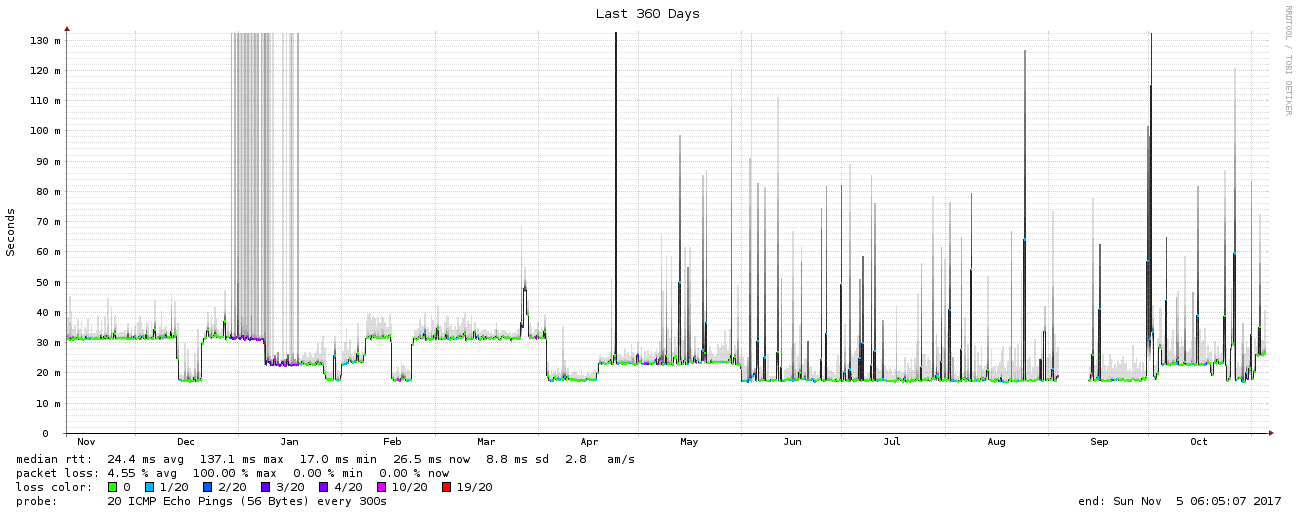 Last 360 Days
RRDTOOL / TOBI OETIKER
Seconds
130 m
120 m
110 m
100 m
90 m
80 m
70 m
60 m
50 m
40 m
30 m
20 m
10 m
0
Nov Dec Jan Feb Mar Apr May Jun Jul Aug Sep Oct
median rtt: 24.4 ms avg 137.1 ms max 17.0 ms min 26.5 ms now 8.8 ms sd 2.8 am/s
packet loss: 4.55 % avg 100.00 % max 0.00 % min 0.00 % now
loss color: 0 1/20 2/20 3/20 4/20 10/20 19/20
probe: 20 ICMP Echo Pings (56 Bytes) every 300s end: Sun Nov 5 06:05:07 2017